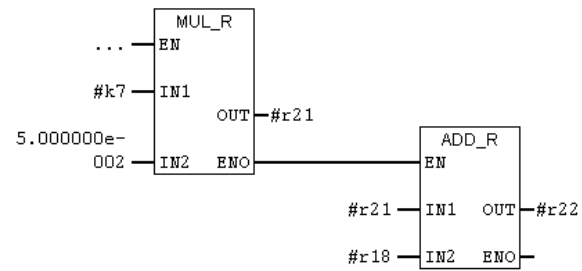 MUL_R
... EN
#k7 IN1
OUT #r21
5.000000e-
002 IN2 ENO
ADD_R
EN
#r21 IN1 OUT #r22
#r18 IN2 ENO